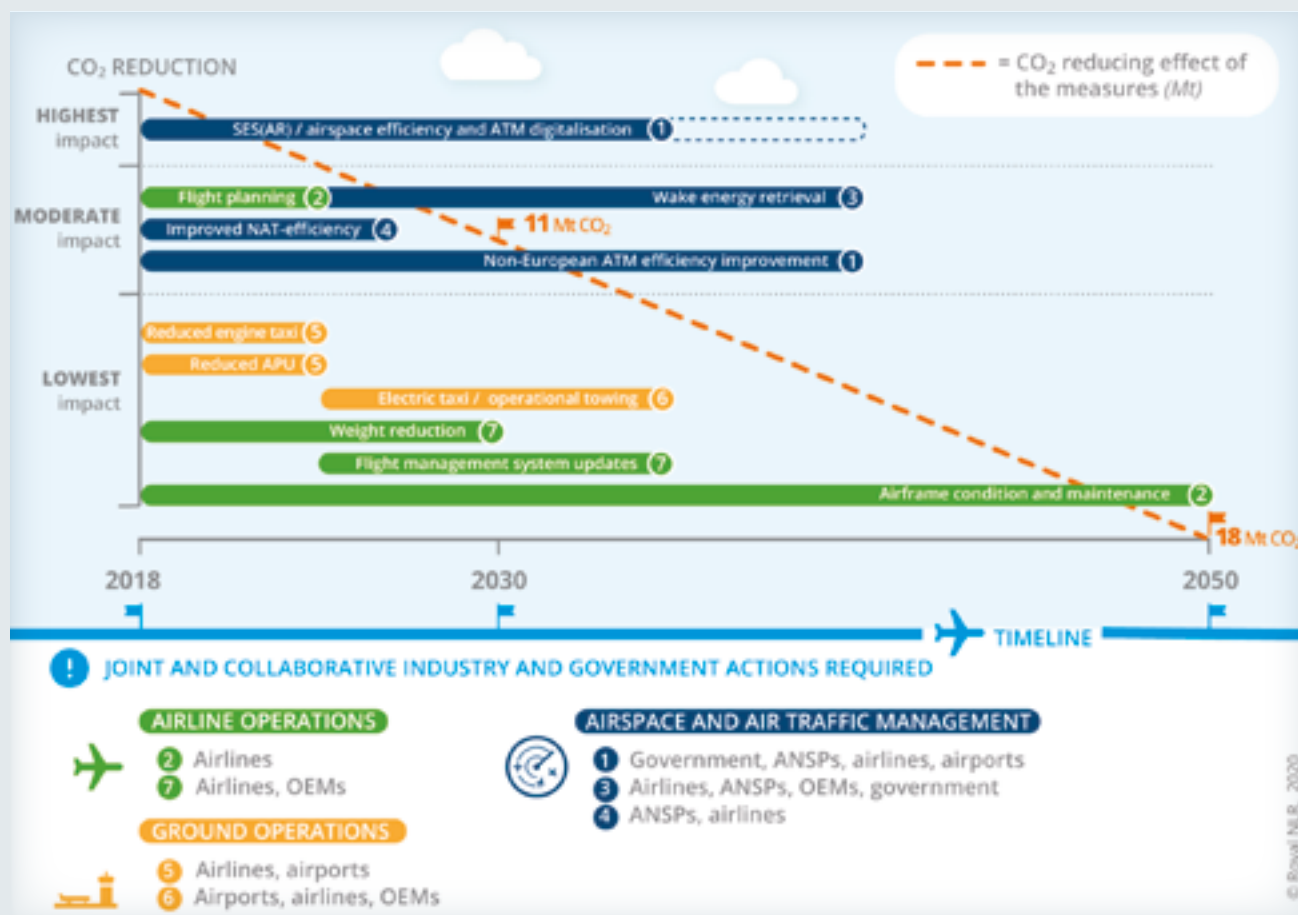 CO₂ REDUCTION
= CO₂ reducing effect of
the measures (Mt)
HIGHEST
impact
SES(AR) / airspace efficiency and ATM digitalisation 1
MODERATE
impact
Flight planning 2
Wake energy retrieval 3
Improved NAT-efficiency 4
11 Mt CO₂
Non-European ATM efficiency improvement 1
LOWEST
impact
Reduced engine taxi 5
Reduced APU 5
Electric taxi / operational towing 6
Weight reduction 7
Flight management system updates 7
Airframe condition and maintenance 2
18 Mt CO₂
2018
2030
2050
TIMELINE
! JOINT AND COLLABORATIVE INDUSTRY AND GOVERNMENT ACTIONS REQUIRED
AIRLINE OPERATIONS
2 Airlines
7 Airlines, OEMs
GROUND OPERATIONS
5 Airlines, airports
6 Airports, airlines, OEMs
AIRSPACE AND AIR TRAFFIC MANAGEMENT
1 Government, ANSPs, airlines, airports
3 Airlines, ANSPs, OEMs, government
4 ANSPs, airlines
© Royal NLR, 2020